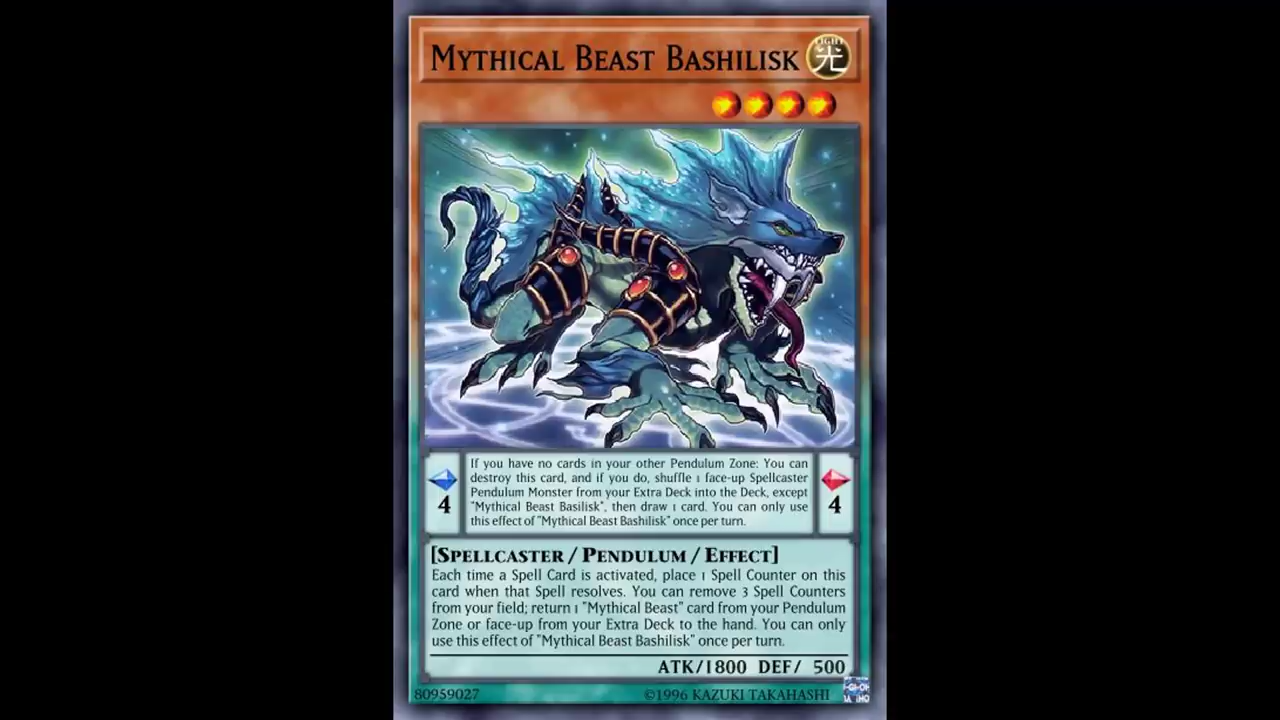 MYTHICAL BEAST BASHILISK
LIGHT
光
If you have no cards in your other Pendulum Zone: You can
destroy this card, and if you do, shuffle 1 face-up Spellcaster
Pendulum Monster from your Extra Deck into the Deck, except
"Mythical Beast Basilisk", then draw 1 card. You can only use
this effect of "Mythical Beast Bashilisk" once per turn.
4
4
[SPELLCASTER / PENDULUM / EFFECT]
Each time a Spell Card is activated, place 1 Spell Counter on this
card when that Spell resolves. You can remove 3 Spell Counters
from your field; return 1 "Mythical Beast" card from your Pendulum
Zone or face-up from your Extra Deck to the hand. You can only
use this effect of "Mythical Beast Bashilisk" once per turn.
ATK/1800 DEF/ 500
80959027
©1996 KAZUKI TAKAHASHI